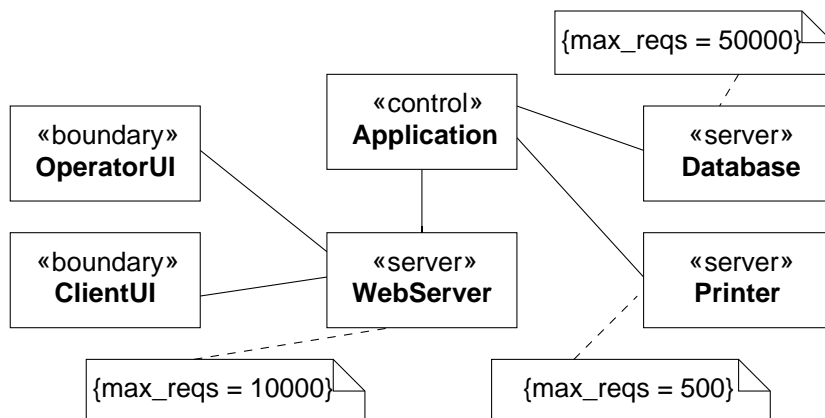 {max_reqs = 50000}
«control»
Application
«boundary»
OperatorUI
«server»
Database
«boundary»
ClientUI
«server»
WebServer
«server»
Printer
{max_reqs = 10000}
{max_reqs = 500}